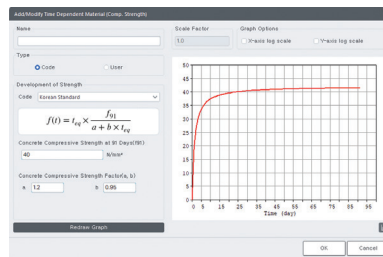 Add/Modify Time Dependent Material (Comp. Strength)
Name
Scale Factor
1.0
Graph Options
X-axis log scale
Y-axis log scale
Type
Code
User
Development of Strength
Code Korean Standard
f(t) = t_eq × f_91 / (a + b × t_eq)
Concrete Compressive Strength at 91 Days(f91)
40 N/mm²
Concrete Compressive Strength Factor(a, b)
a 1.2 b 0.95
Redraw Graph
50
45
40
35
30
25
20
15
10
5
0
0 5 15 25 35 45 55 65 75 85 95
Time (day)
OK
Cancel